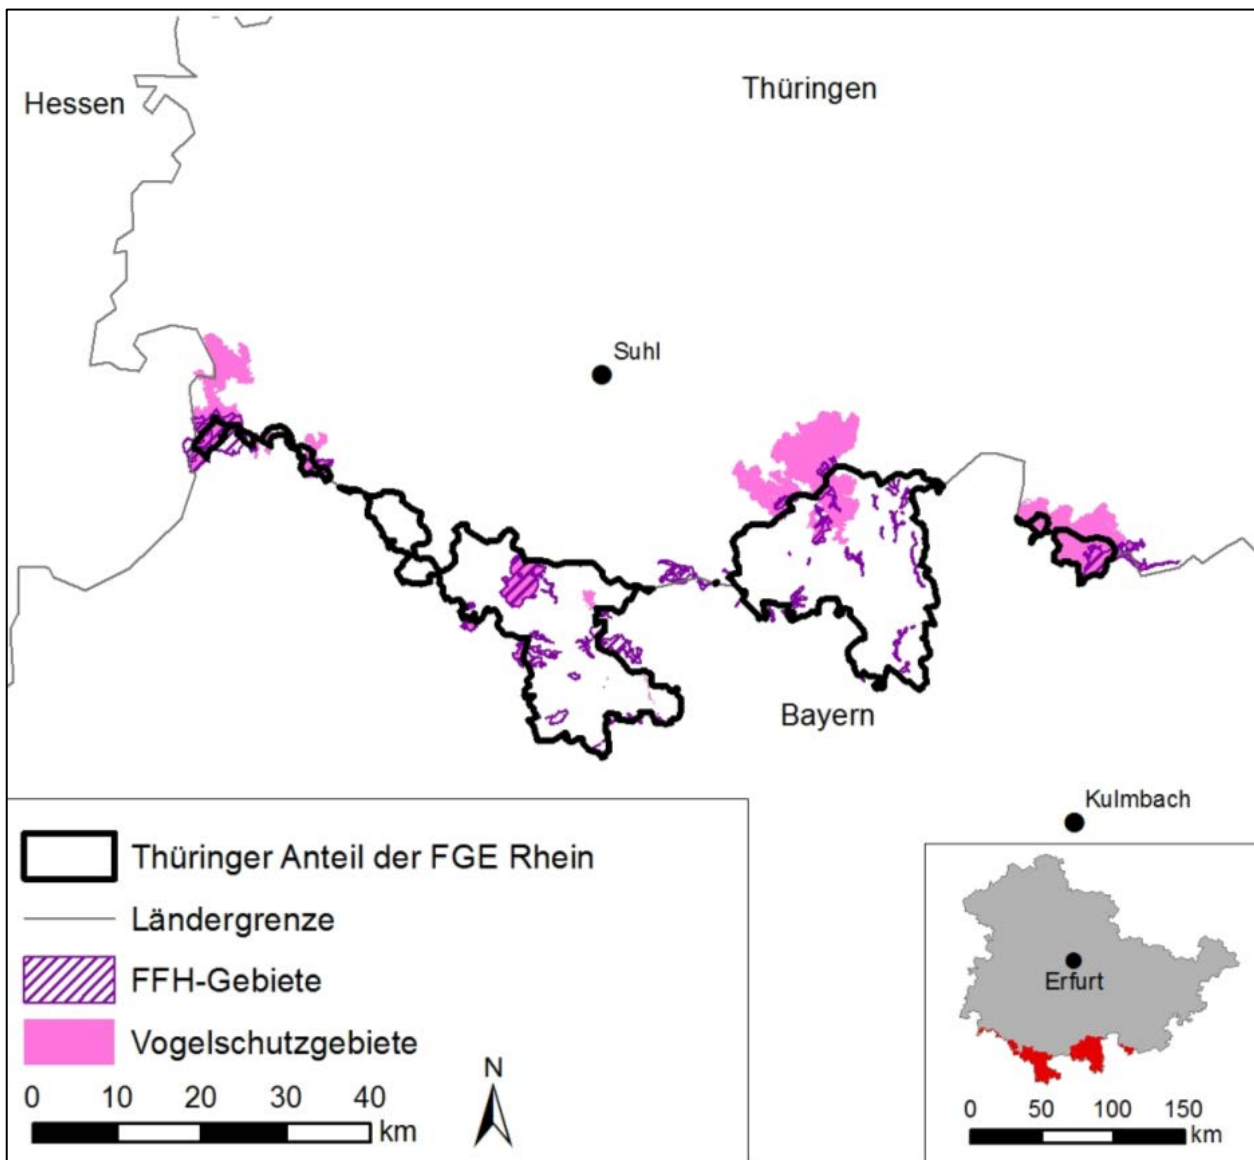 Hessen
Thüringen
Suhl
Bayern
Kulmbach
Thüringer Anteil der FGE Rhein
Ländergrenze
FFH-Gebiete
Vogelschutzgebiete
0 10 20 30 40
km
N
Erfurt
0 50 100 150
km